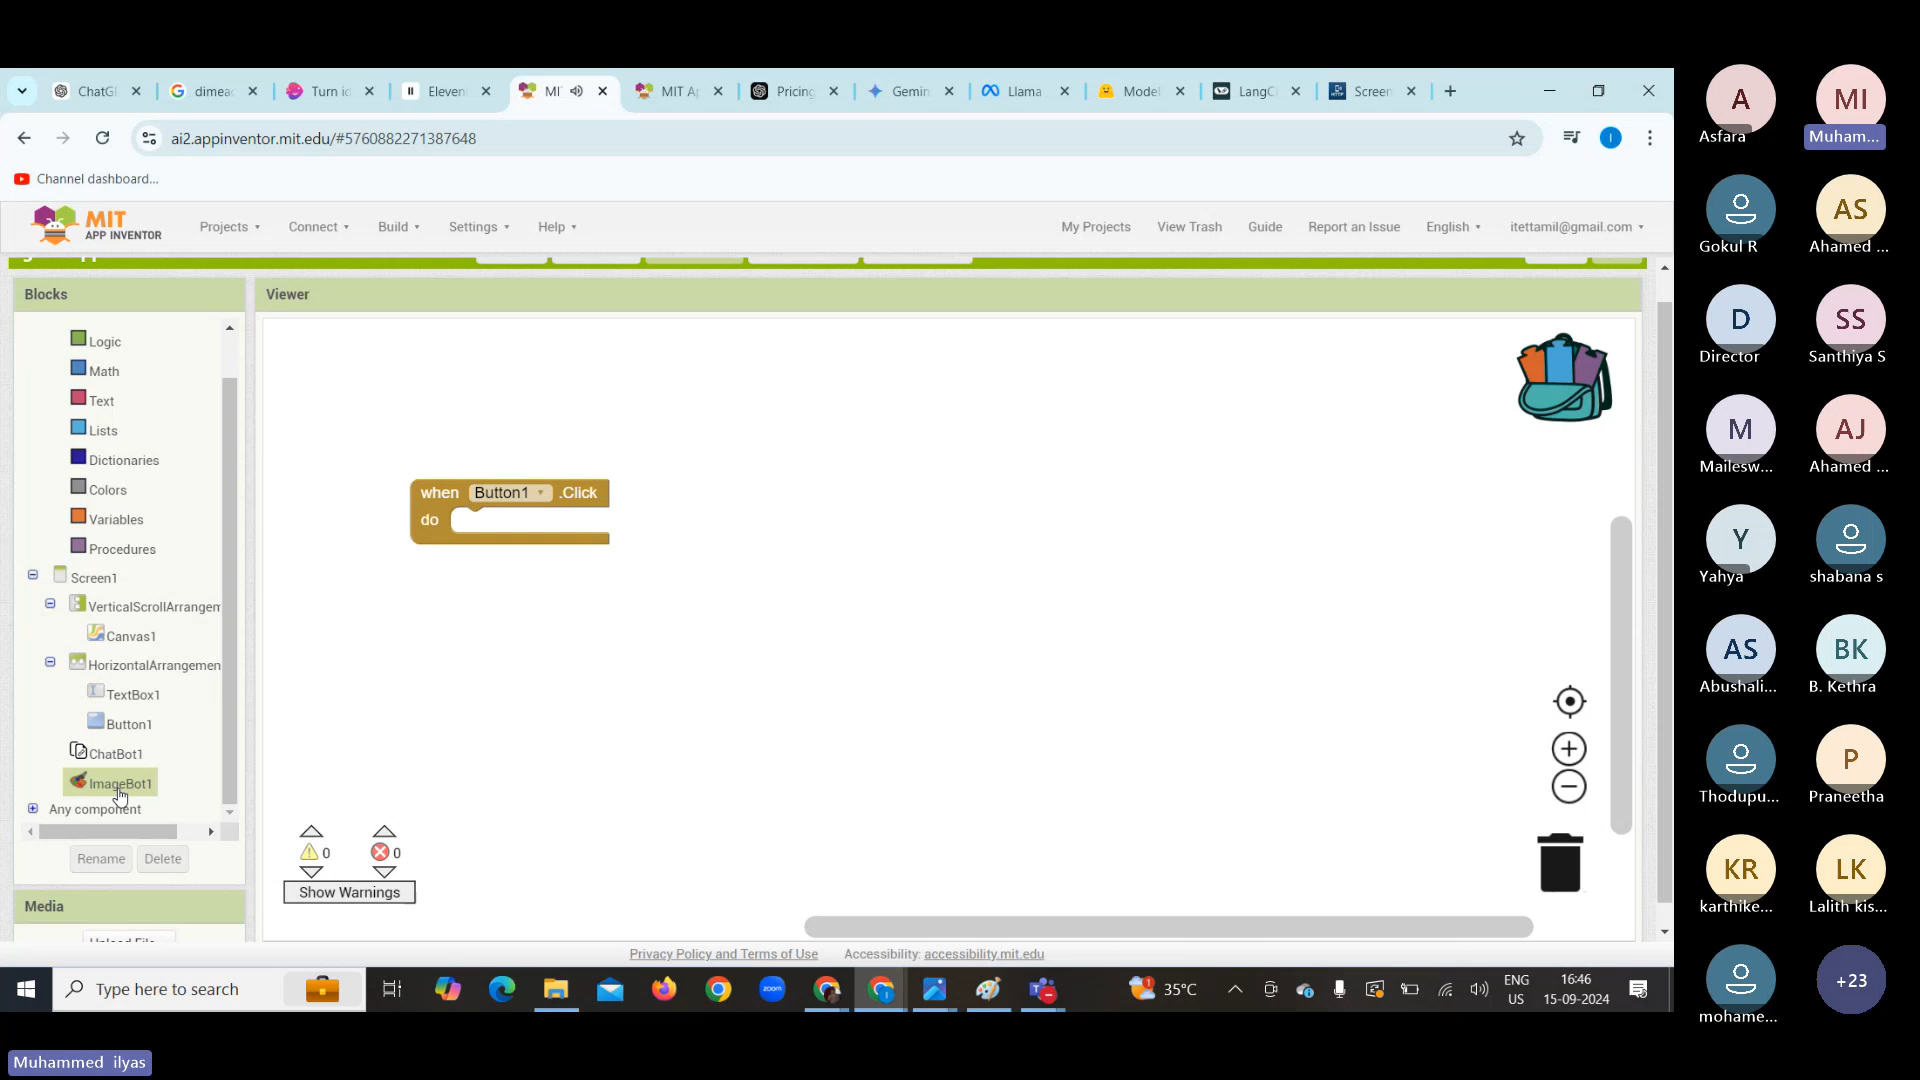 ChatG
dimea
Turn ic
Eleven
MI
MIT Ap
Pricing
Gemin
Llama
Model
LangC
Screen
ai2.appinventor.mit.edu/#5760882271387648
Channel dashboard...
MIT
APP INVENTOR
Projects
Connect
Build
Settings
Help
My Projects
View Trash
Guide
Report an Issue
English
itettamil@gmail.com
Blocks
Viewer
Logic
Math
Text
Lists
Dictionaries
Colors
Variables
Procedures
Screen1
VerticalScrollArrangem
Canvas1
HorizontalArrangemen
TextBox1
Button1
ChatBot1
ImageBot1
Any component
Rename Delete
Media
Upload File
when Button1 .Click
do
0 0
Show Warnings
Privacy Policy and Terms of Use Accessibility: accessibility.mit.edu
Type here to search
zoom
1
35°C
ENG
US
16:46
15-09-2024
A
Asfara
MI
Muham...
Gokul R
AS
Ahamed ...
D
Director
SS
Santhiya S
M
Mailesw...
AJ
Ahamed ...
Y
Yahya
shabana s
AS
Abushali...
BK
B. Kethra
Thodupu...
P
Praneetha
KR
karthike...
LK
Lalith kis...
mohame...
+23
Muhammed ilyas